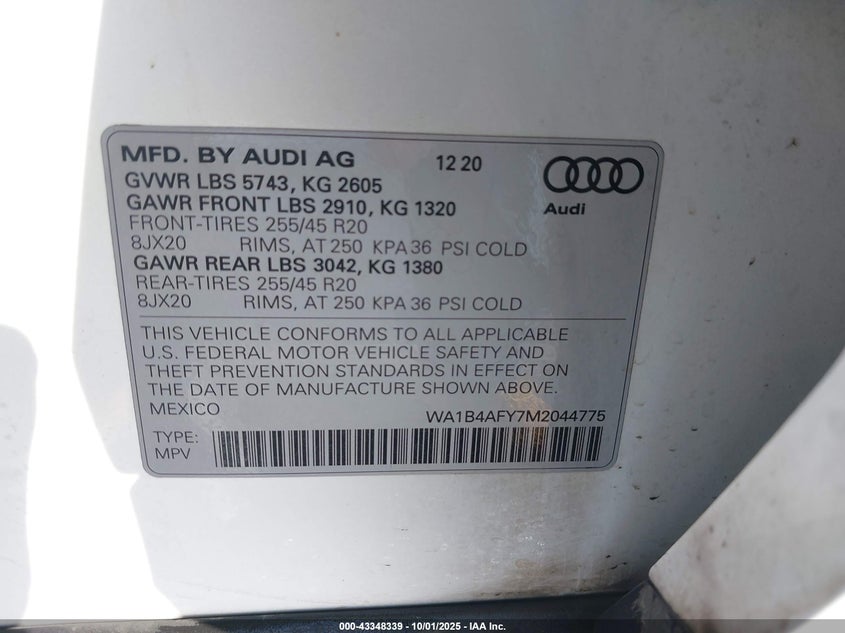 MFD. BY AUDI AG 12 20
GVWR LBS 5743, KG 2605
GAWR FRONT LBS 2910, KG 1320
Audi
FRONT-TIRES 255/45 R20
8JX20 RIMS, AT 250 KPA 36 PSI COLD
GAWR REAR LBS 3042, KG 1380
REAR-TIRES 255/45 R20
8JX20 RIMS, AT 250 KPA 36 PSI COLD
THIS VEHICLE CONFORMS TO ALL APPLICABLE
U.S. FEDERAL MOTOR VEHICLE SAFETY AND
THEFT PREVENTION STANDARDS IN EFFECT ON
THE DATE OF MANUFACTURE SHOWN ABOVE.
MEXICO WA1B4AFY7M2044775
TYPE:
MPV
000-43348339 - 10/01/2025 - IAA Inc.